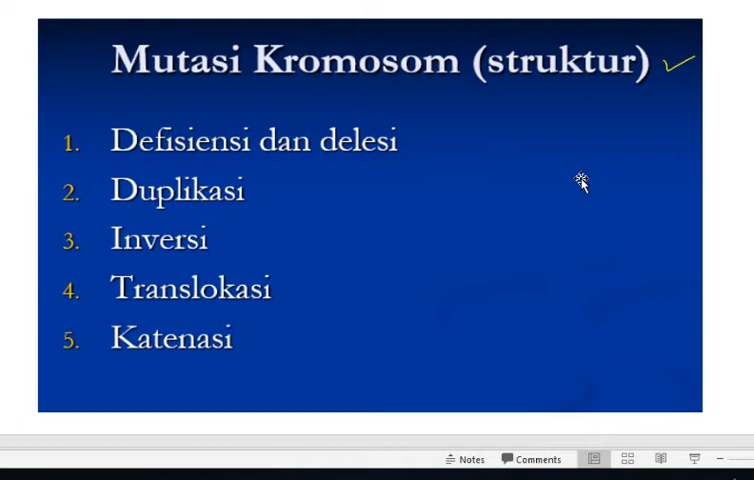 Mutasi Kromosom (struktur)
1. Defisiensi dan delesi
2. Duplikasi
3. Inversi
4. Translokasi
5. Katenasi
Notes Comments